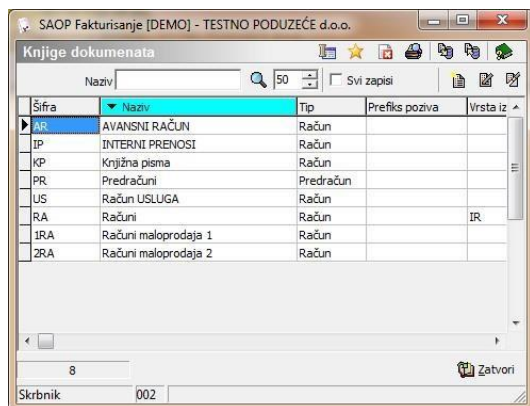 SAOP Fakturisanje [DEMO] - TESTNO PODUZEĆE d.o.o.
Knjige dokumenata
Naziv 50 Svi zapisi
Šifra Naziv Tip Prefiks poziva Vrsta iz
AR AVANSNI RAČUN Račun
IP INTERNI PRENOSI Račun
KP Knjižna pisma Račun
PR Predračuni Predračun
US Račun USLUGA Račun
RA Računi Račun IR
1RA Računi maloprodaja 1 Račun
2RA Računi maloprodaja 2 Račun
8 Zatvori
Skrbnik 002